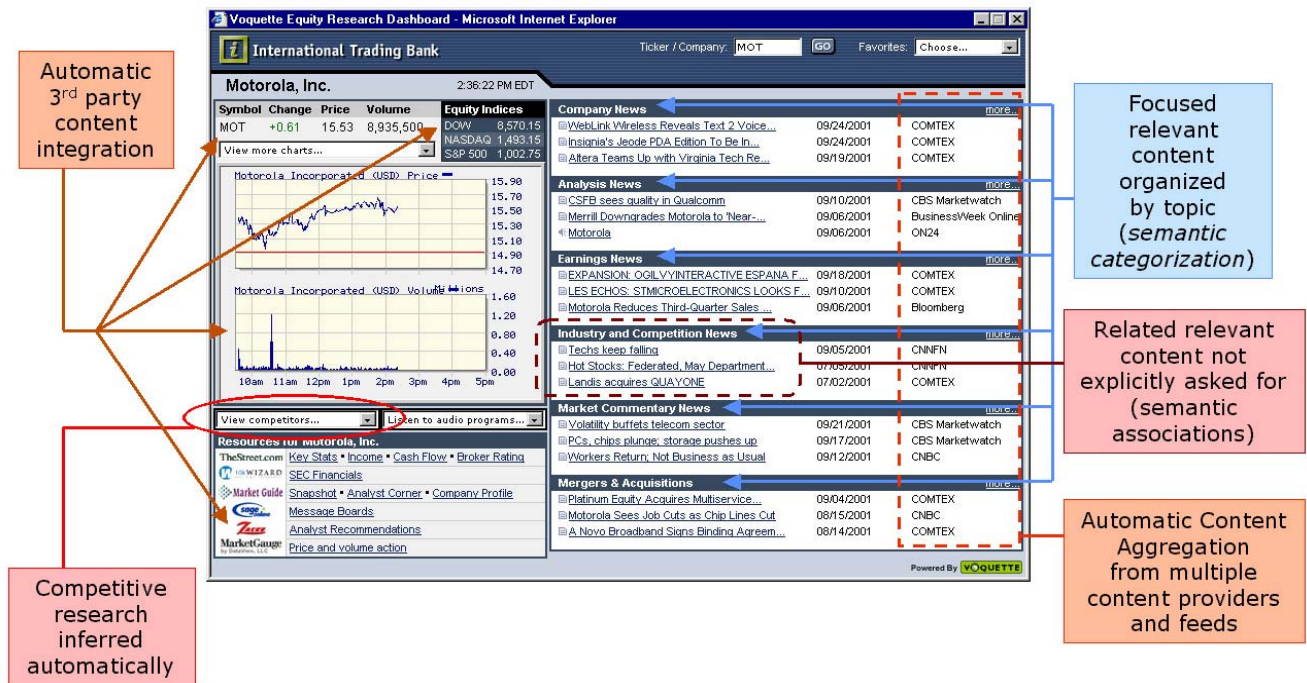 Voquette Equity Research Dashboard - Microsoft Internet Explorer
i International Trading Bank
Ticker / Company: MOT GO Favorites: Choose...
Motorola, Inc. 2:36:22 PM EDT
Symbol Change Price Volume
MOT +0.61 15.53 8,935,500
View more charts...
Equity Indices
DOW 8,570.15
NASDAQ 1,493.15
S&P 500 1,002.75
Motorola Incorporated (USD) Price
15.90
15.70
15.50
15.30
15.10
14.90
14.70
Motorola Incorporated (USD) Volume
Millions
1.60
1.20
0.80
0.40
0.00
10am 11am 12pm 1pm 2pm 3pm 4pm 5pm
View competitors... Listen to audio programs...
Resources for Motorola, Inc.
TheStreet.com Key Stats • Income • Cash Flow • Broker Rating
10K WIZARD SEC Financials
Market Guide Snapshot • Analyst Corner • Company Profile
sage online Message Boards
Zacks Analyst Recommendations
MarketGauge Price and volume action
by DataView, LLC
Company News more...
WebLink Wireless Reveals Text 2 Voice... 09/24/2001 COMTEX
Insignia's Jeode PDA Edition To Be In... 09/24/2001 COMTEX
Altera Teams Up with Virginia Tech Re... 09/19/2001 COMTEX
Analysis News more...
CSFB sees quality in Qualcomm 09/10/2001 CBS Marketwatch
Merrill Downgrades Motorola to 'Near-... 09/06/2001 BusinessWeek Online
Motorola 09/06/2001 ON24
Earnings News more...
EXPANSION: OGILVYINTERACTIVE ESPANA F... 09/18/2001 COMTEX
LES ECHOS: STMICROELECTRONICS LOOKS F... 09/10/2001 COMTEX
Motorola Reduces Third-Quarter Sales ... 09/06/2001 Bloomberg
Industry and Competition News more...
Techs keep falling 09/05/2001 CNNFN
Hot Stocks: Federated, May Department... 07/05/2001 CNNFN
Landis acquires QUAYONE 07/02/2001 COMTEX
Market Commentary News more...
Volatility buffets telecom sector 09/21/2001 CBS Marketwatch
PCs, chips plunge; storage pushes up 09/17/2001 CBS Marketwatch
Workers Return; Not Business as Usual 09/12/2001 CNBC
Mergers & Acquisitions more...
Platinum Equity Acquires Multiservice... 09/04/2001 COMTEX
Motorola Sees Job Cuts as Chip Lines Cut 08/15/2001 CNBC
A Novo Broadband Signs Binding Agreem... 08/14/2001 COMTEX
Powered By VOQUETTE
Automatic
3rd party
content
integration
Competitive
research
inferred
automatically
Focused
relevant
content
organized
by topic
(semantic
categorization)
Related relevant
content not
explicitly asked for
(semantic
associations)
Automatic Content
Aggregation
from multiple
content providers
and feeds